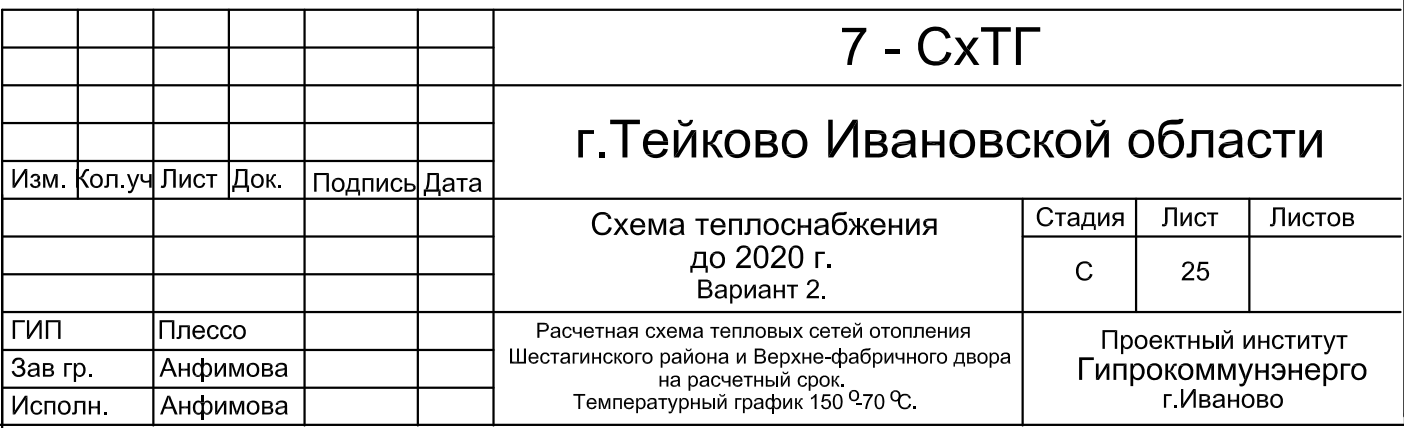 7 - СхТГ
г.Тейково Ивановской области
Изм. Кол.уч Лист Док. Подпись Дата
Схема теплоснабжения
до 2020 г.
Вариант 2.
Стадия Лист Листов
С 25
ГИП Плессо
Зав гр. Анфимова
Исполн. Анфимова
Расчетная схема тепловых сетей отопления
Шестагинского района и Верхне-фабричного двора
на расчетный срок.
Температурный график 150 °-70 °С.
Проектный институт
Гипрокоммунэнерго
г.Иваново